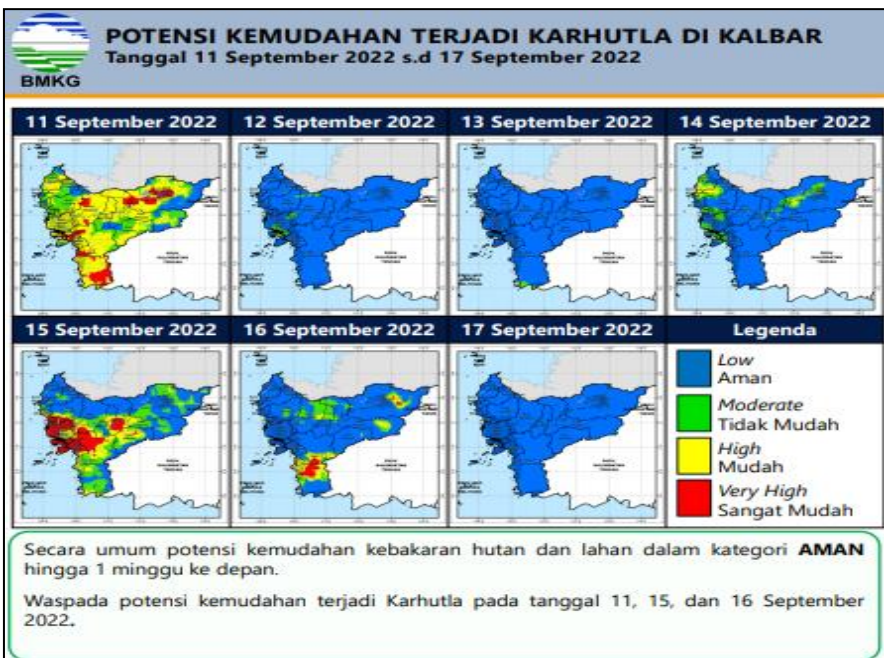 BMKG
POTENSI KEMUDAHAN TERJADI KARHUTLA DI KALBAR
Tanggal 11 September 2022 s.d 17 September 2022
11 September 2022
12 September 2022
13 September 2022
14 September 2022
15 September 2022
16 September 2022
17 September 2022
Legenda
Low
Aman
Moderate
Tidak Mudah
High
Mudah
Very High
Sangat Mudah
Secara umum potensi kemudahan kebakaran hutan dan lahan dalam kategori AMAN
hingga 1 minggu ke depan.
Waspada potensi kemudahan terjadi Karhutla pada tanggal 11, 15, dan 16 September
2022.